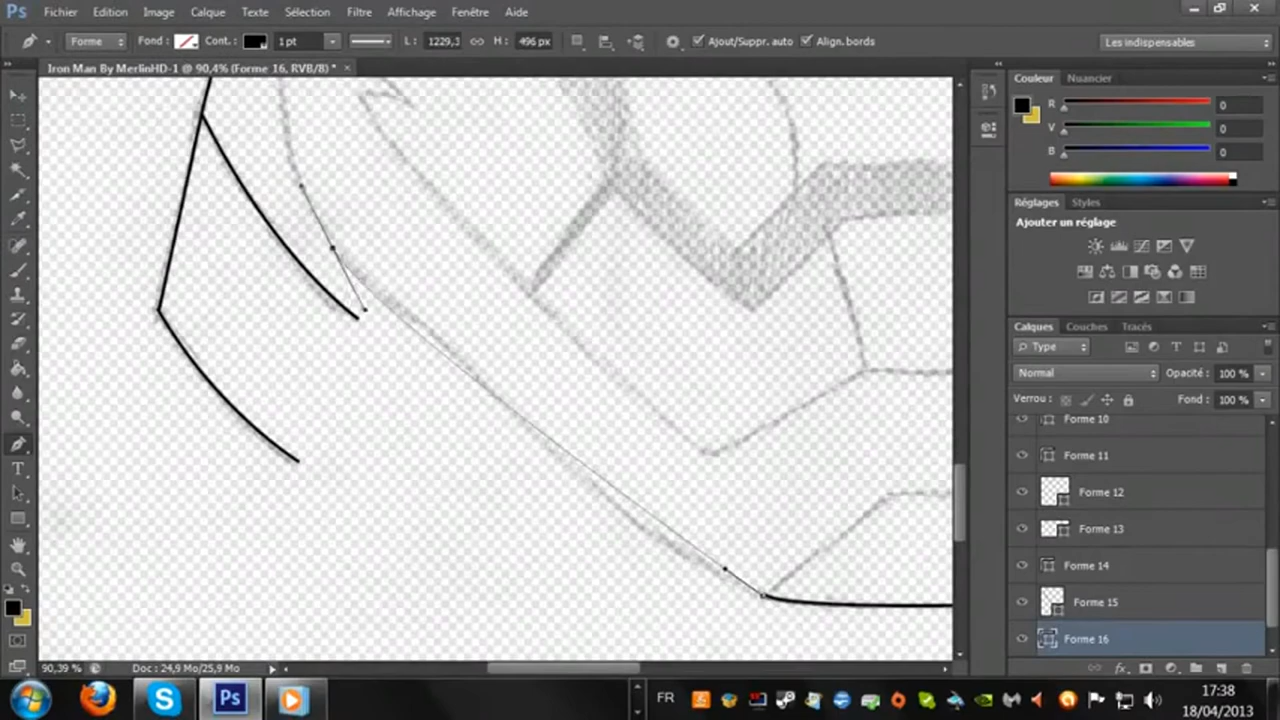 Ps Fichier Edition Image Calque Texte Sélection Filtre Affichage Fenêtre Aide
Forme Fond : Cont. : 1 pt L : 1229,3 H : 496 px Ajout/Suppr. auto Align. bords Les indispensables
Iron Man By MerlinHD-1 @ 90,4% (Forme 16, RVB/8) * ×
Couleur Nuancier
R 0
V 0
B 0
Réglages Styles
Ajouter un réglage
Calques Couches Tracés
Type
Normal Opacité : 100 %
Verrou : Fond : 100 %
Forme 10
Forme 11
Forme 12
Forme 13
Forme 14
Forme 15
Forme 16
T
90,39 % Doc : 24,9 Mo/25,9 Mo
S Ps FR 17:38
18/04/2013